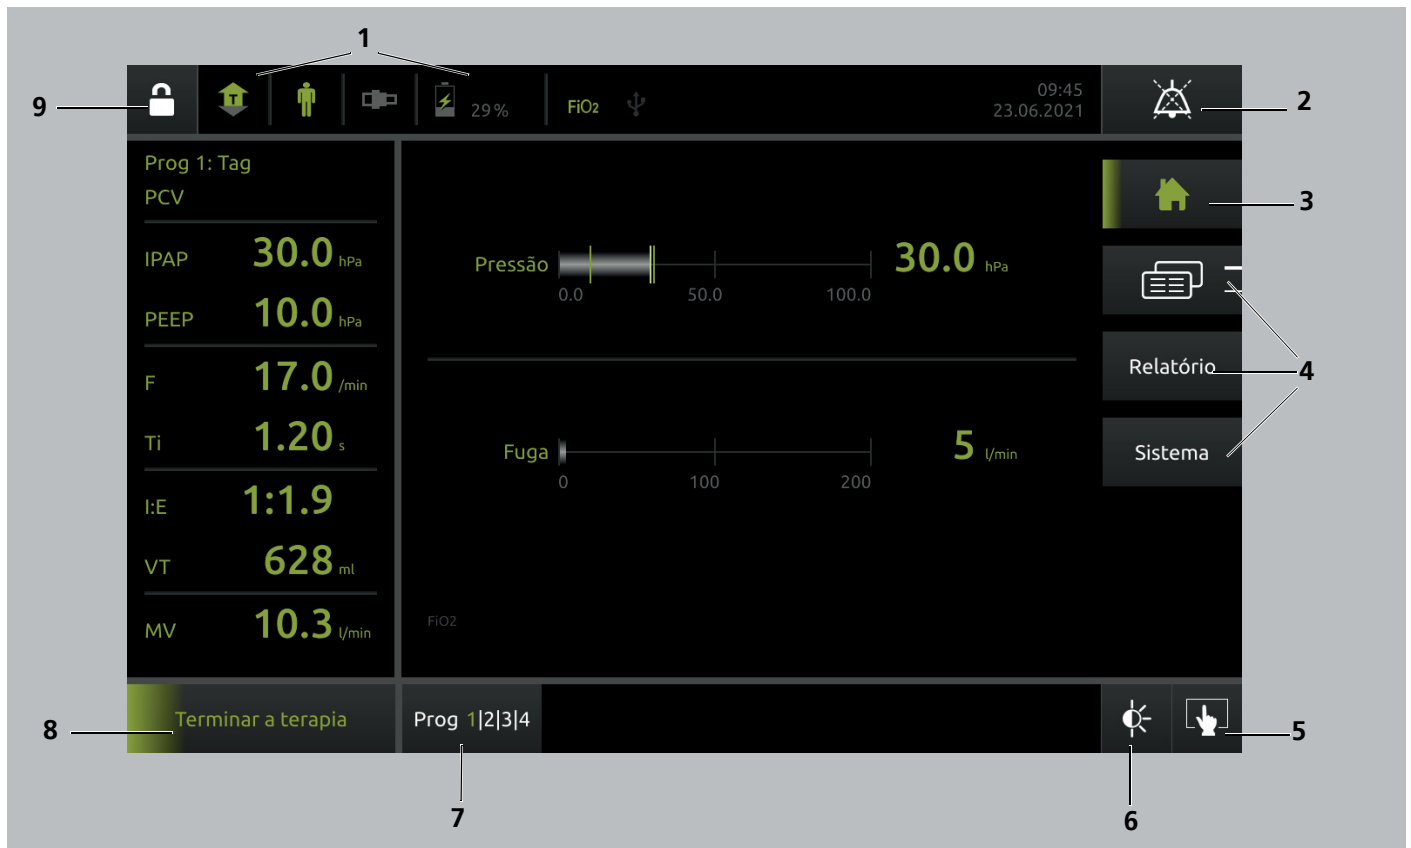 1
9
29%
FiO2
09:45
23.06.2021
2
Prog 1: Tag
PCV
IPAP 30.0 hPa
PEEP 10.0 hPa
F 17.0 /min
Ti 1.20 s
I:E 1:1.9
VT 628 ml
MV 10.3 l/min
Pressão 30.0 hPa
0.0 50.0 100.0
Fuga 5 l/min
0 100 200
FiO2
3
Relatório
4
Sistema
8
Terminar a terapia
Prog 1|2|3|4
5
7
6
T